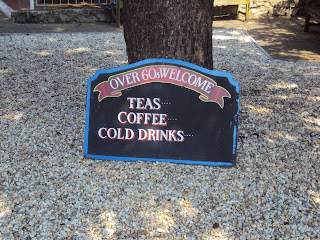 OVER 60s WELCOME
TEAS....
COFFEE....
COLD DRINKS....